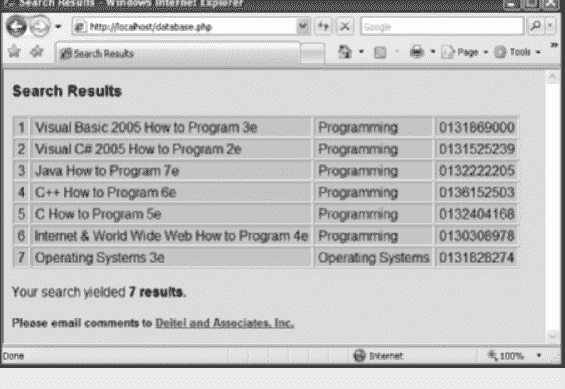 Search Results - Windows Internet Explorer
http://localhost/database.php
Google
Search Results
Page
Tools
Search Results
1 Visual Basic 2005 How to Program 3e Programming 0131869000
2 Visual C# 2005 How to Program 2e Programming 0131525239
3 Java How to Program 7e Programming 0132222205
4 C++ How to Program 6e Programming 0136152503
5 C How to Program 5e Programming 0132404168
6 Internet & World Wide Web How to Program 4e Programming 0130308978
7 Operating Systems 3e Operating Systems 0131828274
Your search yielded 7 results.
Please email comments to Deitel and Associates, Inc.
Done Internet 100%